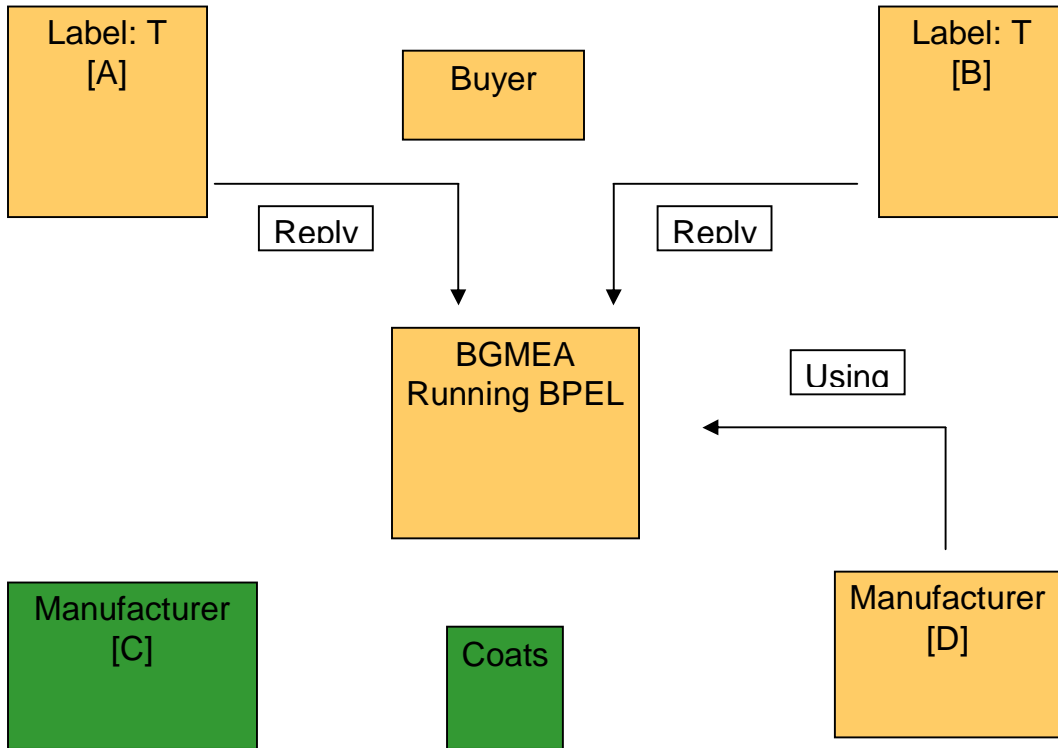 Label: T
[A]
Buyer
Label: T
[B]
Reply
Reply
BGMEA
Running BPEL
Using
Manufacturer
[C]
Coats
Manufacturer
[D]